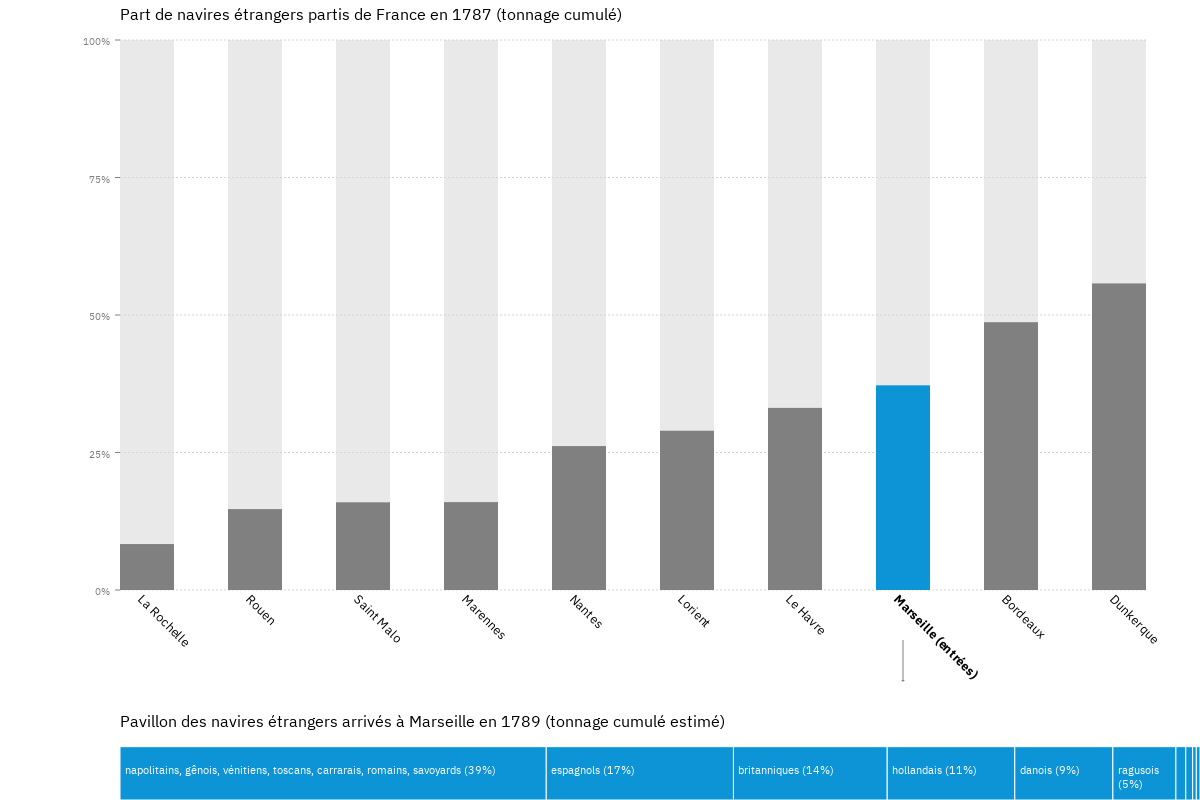 Part de navires étrangers partis de France en 1787 (tonnage cumulé)
100%
75%
50%
25%
0%
La Rochelle
Rouen
Saint Malo
Marennes
Nantes
Lorient
Le Havre
Marseille (entrées)
Bordeaux
Dunkerque
Pavillon des navires étrangers arrivés à Marseille en 1789 (tonnage cumulé estimé)
napolitains, gênois, vénitiens, toscans, carrarais, romains, savoyards (39%)
espagnols (17%)
britanniques (14%)
hollandais (11%)
danois (9%)
ragusois
(5%)